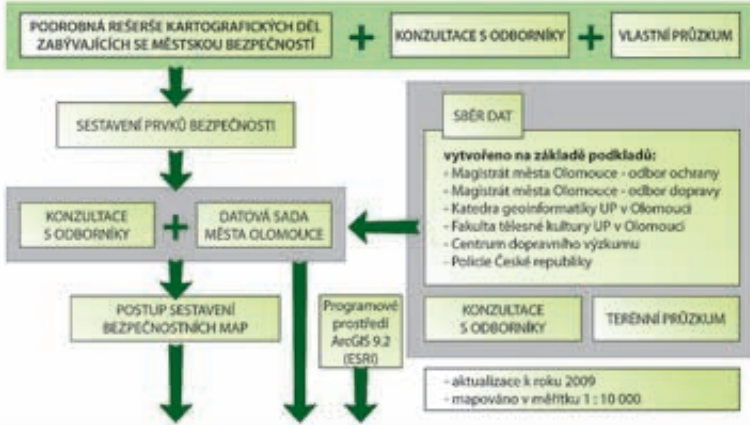 PODROBNÁ REŠERŠE KARTOGRAFICKÝCH DĚL
ZABÝVAJÍCÍCH SE MĚSTSKOU BEZPEČNOSTÍ
+
KONZULTACE S ODBORNÍKY
+
VLASTNÍ PRŮZKUM
SESTAVENÍ PRVKŮ BEZPEČNOSTI
SBĚR DAT
vytvořeno na základě podkladů:
- Magistrát města Olomouce - odbor ochrany
- Magistrát města Olomouce - odbor dopravy
- Katedra geoinformatiky UP v Olomouci
- Fakulta tělesné kultury UP v Olomouci
- Centrum dopravního výzkumu
- Policie České republiky
KONZULTACE
S ODBORNÍKY
TERÉNNÍ PRŮZKUM
KONZULTACE
S ODBORNÍKY
+
DATOVÁ SADA
MĚSTA OLOMOUCE
POSTUP SESTAVENÍ
BEZPEČNOSTNÍCH MAP
Programové
prostředí
ArcGIS 9.2
(ESRI)
- aktualizace k roku 2009
- mapováno v měřítku 1 : 10 000